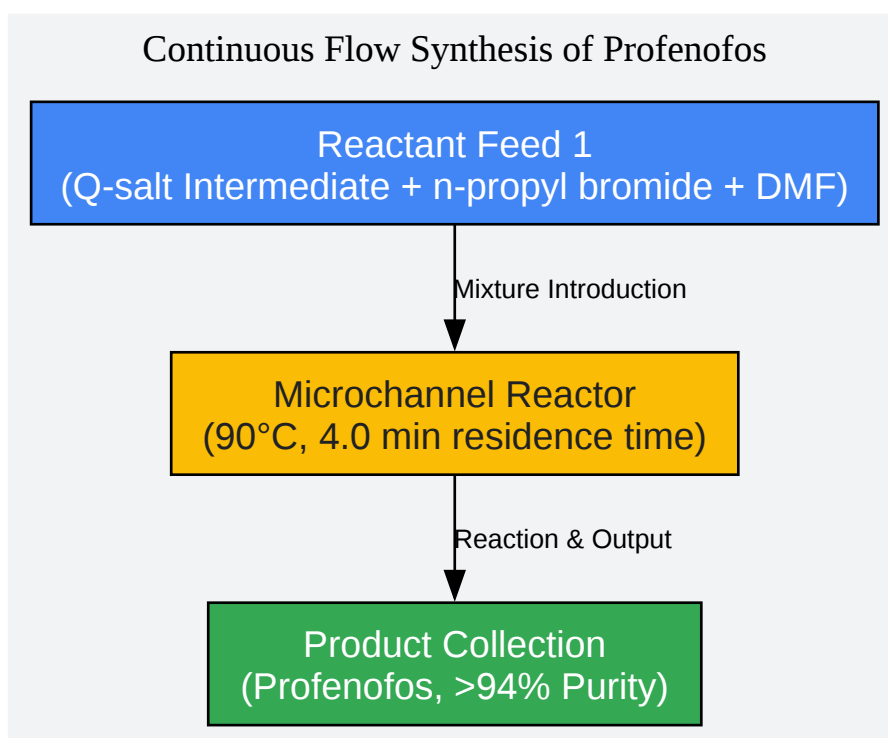 Continuous Flow Synthesis of Profenofos
Reactant Feed 1
(Q-salt Intermediate + n-propyl bromide + DMF)
Mixture Introduction
Microchannel Reactor
(90°C, 4.0 min residence time)
Reaction & Output
Product Collection
(Profenofos, >94% Purity)